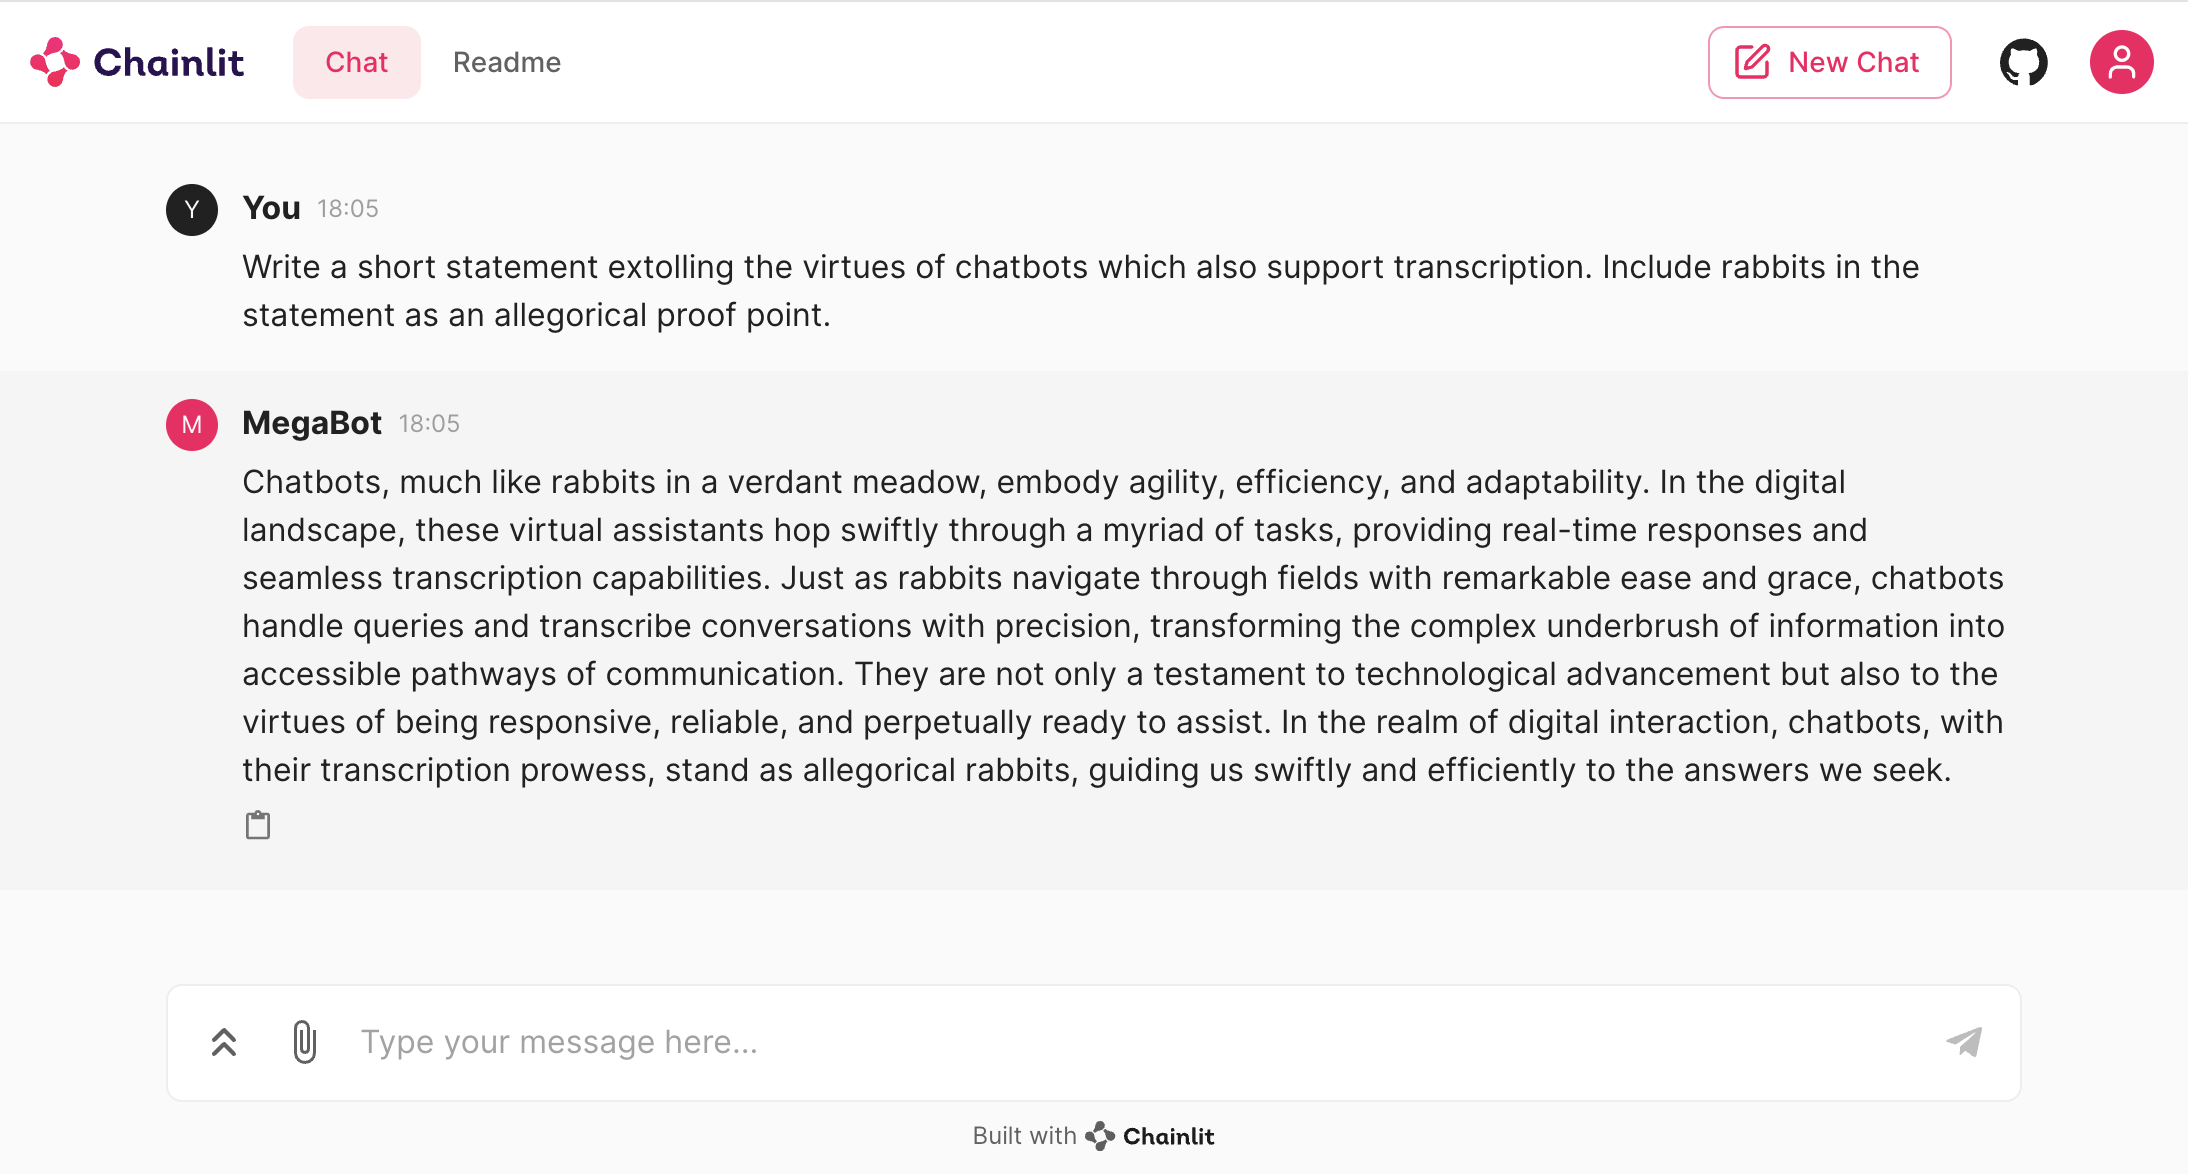 Chainlit
Chat
Readme
New Chat
Y
You 18:05
Write a short statement extolling the virtues of chatbots which also support transcription. Include rabbits in the
statement as an allegorical proof point.
M
MegaBot 18:05
Chatbots, much like rabbits in a verdant meadow, embody agility, efficiency, and adaptability. In the digital
landscape, these virtual assistants hop swiftly through a myriad of tasks, providing real-time responses and
seamless transcription capabilities. Just as rabbits navigate through fields with remarkable ease and grace, chatbots
handle queries and transcribe conversations with precision, transforming the complex underbrush of information into
accessible pathways of communication. They are not only a testament to technological advancement but also to the
virtues of being responsive, reliable, and perpetually ready to assist. In the realm of digital interaction, chatbots, with
their transcription prowess, stand as allegorical rabbits, guiding us swiftly and efficiently to the answers we seek.
Type your message here...
Built with Chainlit